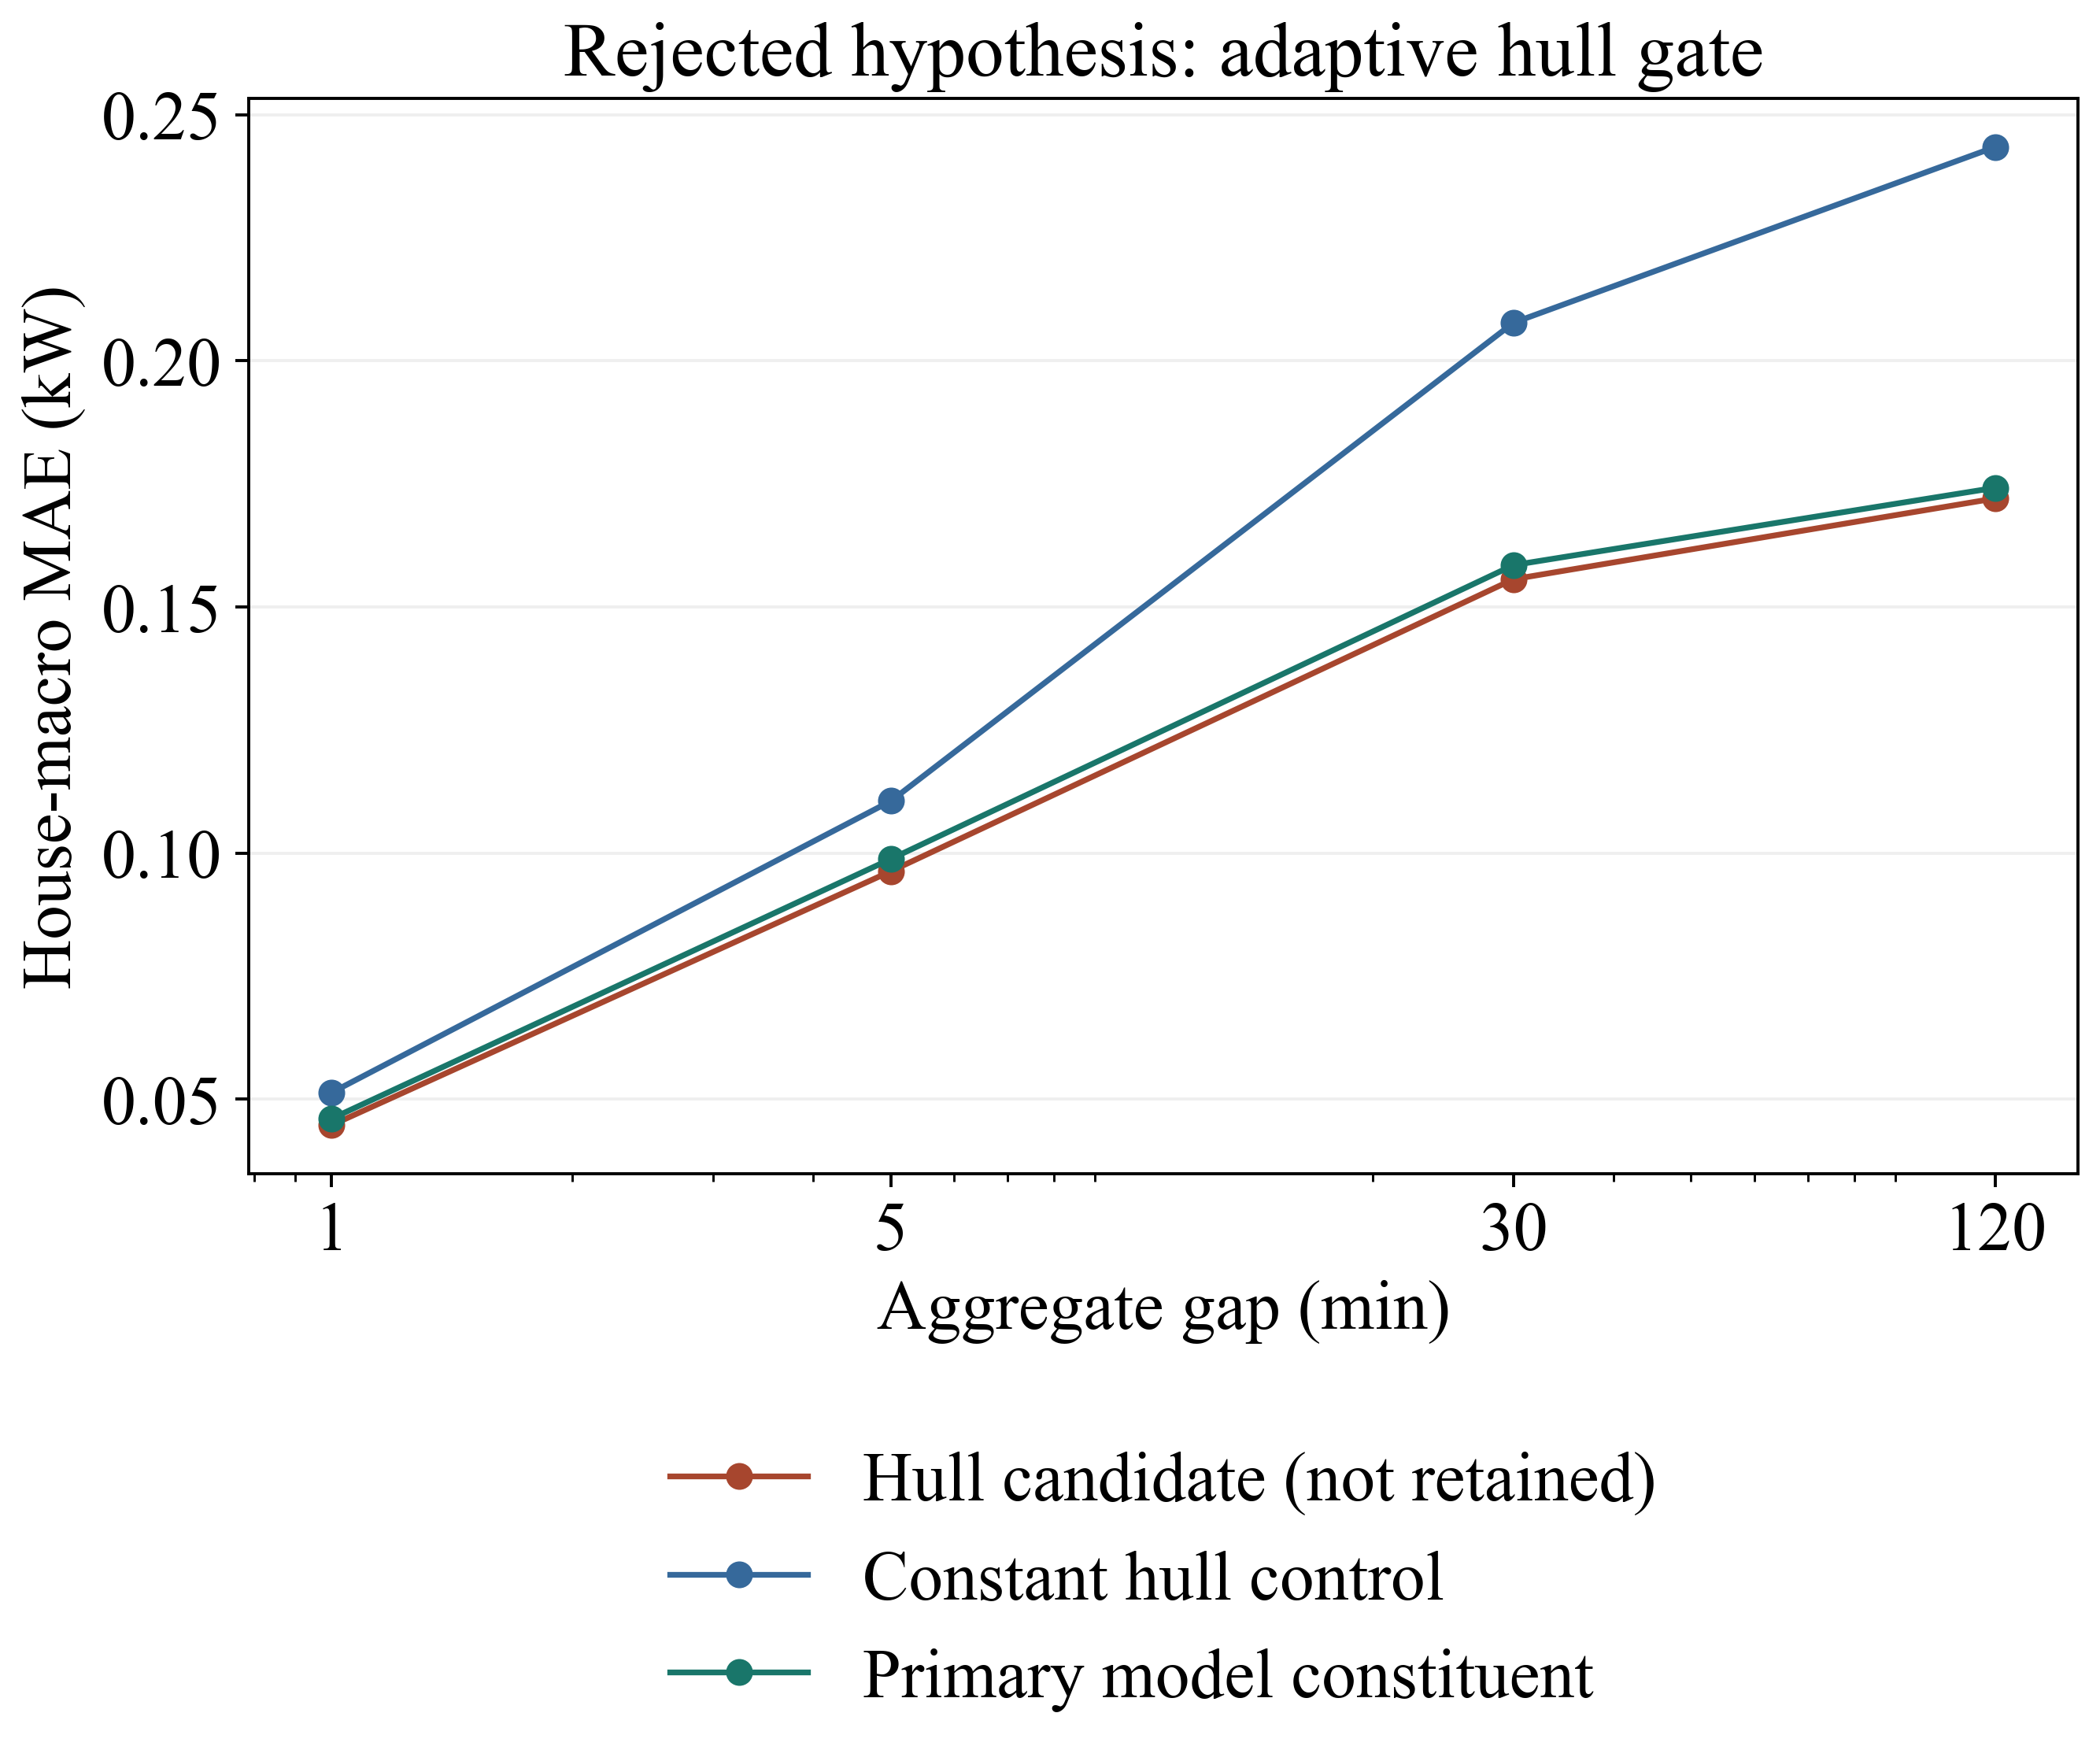 Rejected hypothesis: adaptive hull gate
House-macro MAE (kW)
0.25
0.20
0.15
0.10
0.05
1 5 30 120
Aggregate gap (min)
Hull candidate (not retained)
Constant hull control
Primary model constituent